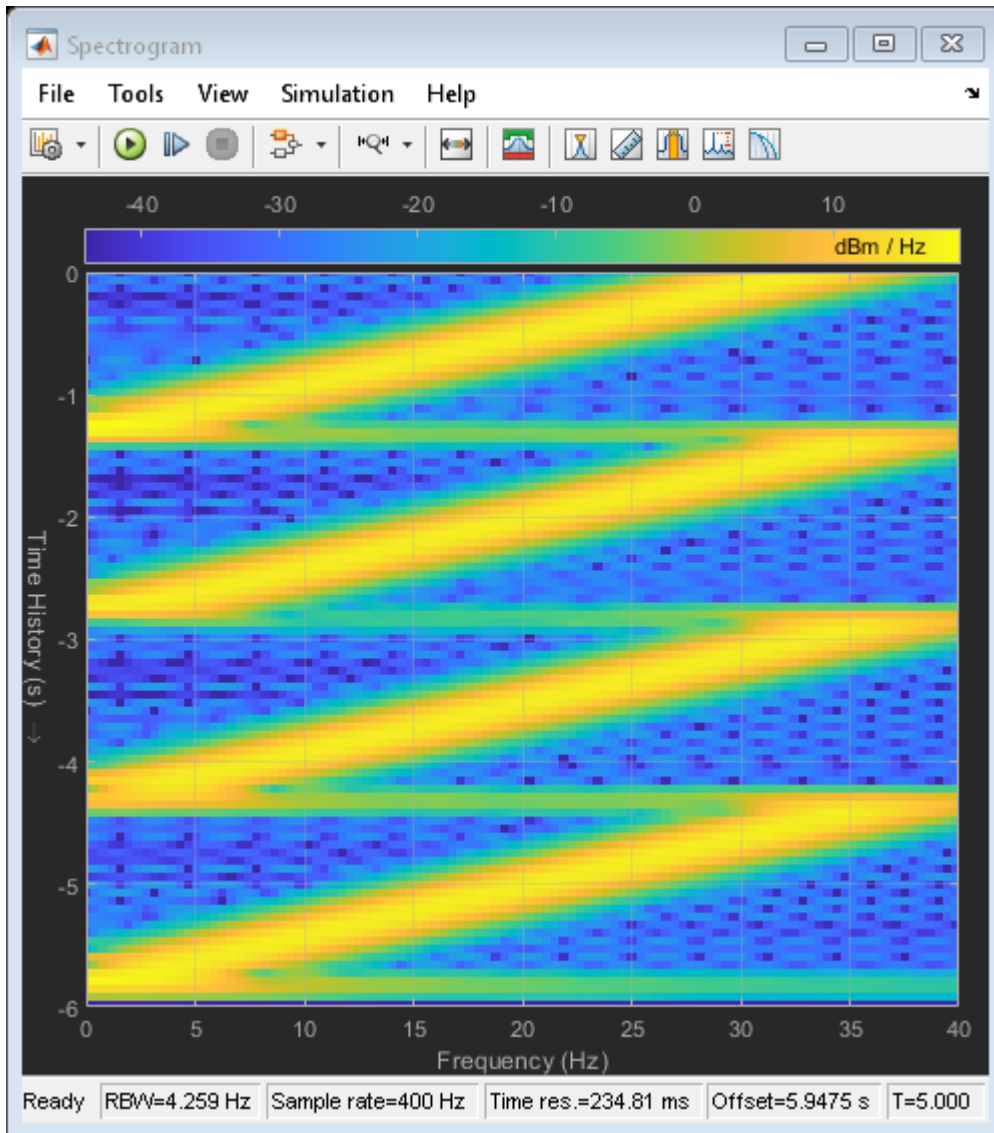 Spectrogram
File Tools View Simulation Help
-40 -30 -20 -10 0 10
dBm / Hz
0
-1
-2
-3
-4
-5
-6
Time History (s) →
0 5 10 15 20 25 30 35 40
Frequency (Hz)
Ready RBW=4.259 Hz Sample rate=400 Hz Time res.=234.81 ms Offset=5.9475 s T=5.000